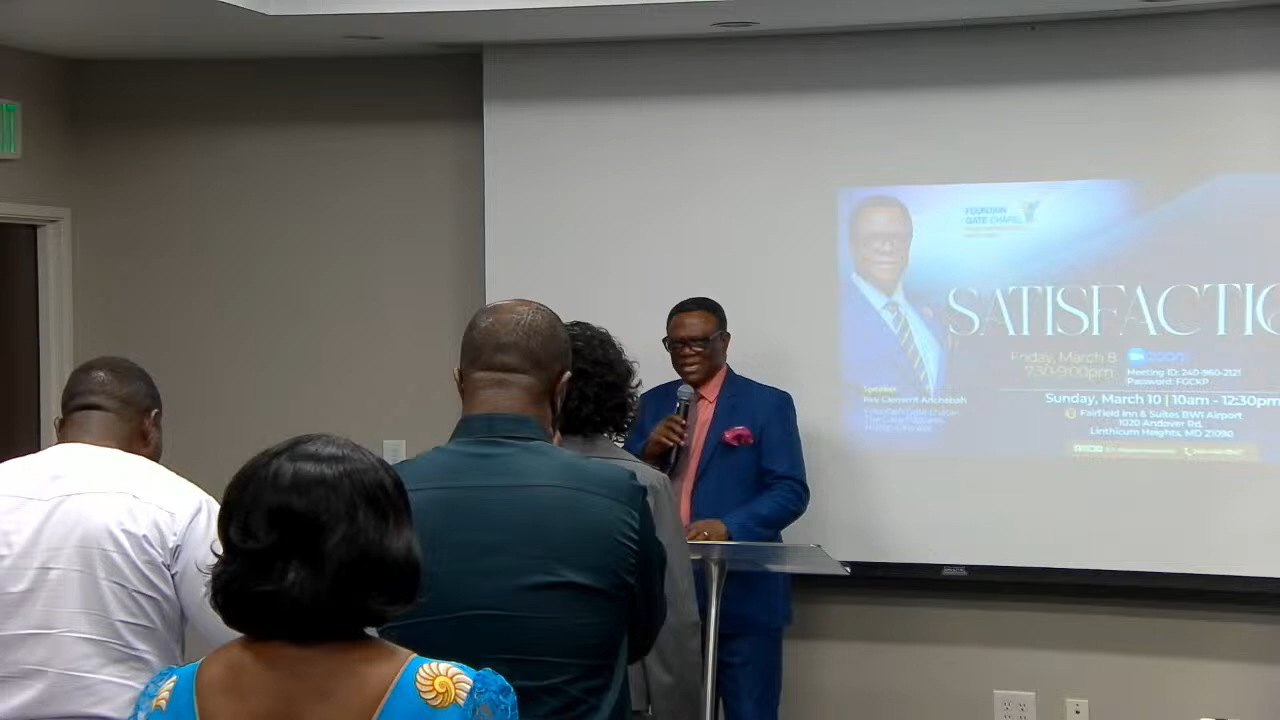 FOUNTAIN
GATE CHAPEL
SATISFACTIO
Friday, March 8
7:30-9:00pm
zoom
Meeting ID: 240-960-2121
Password: FGCKP
Sunday, March 10 | 10am - 12:30pm
Fairfield Inn & Suites BWI Airport
1020 Andover Rd,
Linthicum Heights, MD 21090
Speaker
Rev Clement Anchebah